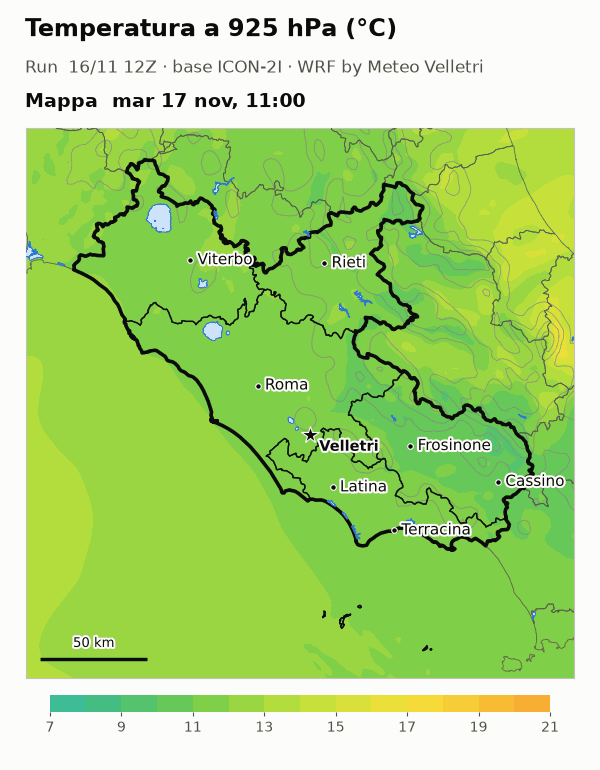 Temperatura a 925 hPa (°C)
Run  16/11 12Z · base ICON-2I · WRF by Meteo Velletri
Mappa  mar 17 nov, 11:00
Viterbo
Rieti
Roma
Velletri
Frosinone
Cassino
Latina
Terracina
50 km
7 9 11 13 15 17 19 21